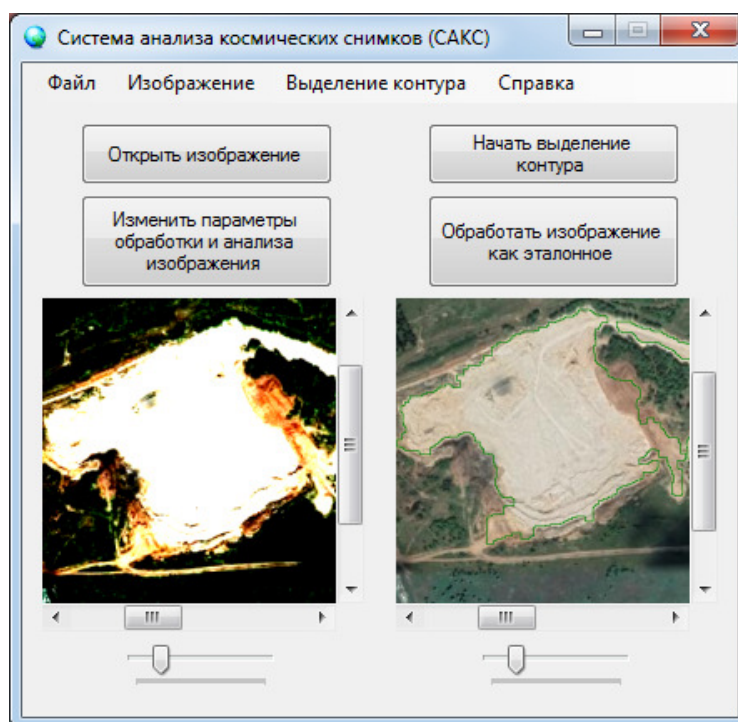 Система анализа космических снимков (САКС)
Файл Изображение Выделение контура Справка
Открыть изображение
Начать выделение
контура
Изменить параметры
обработки и анализа
изображения
Обработать изображение
как эталонное